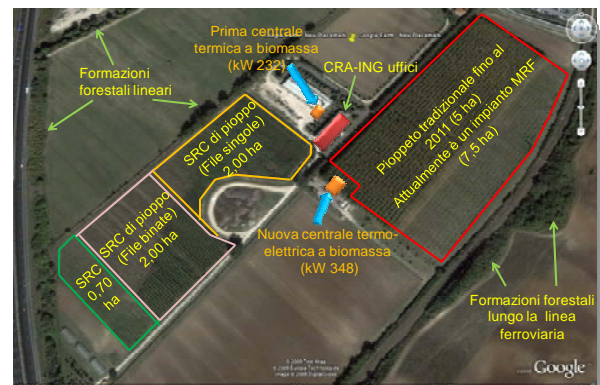 Prima centrale
termica a biomassa
(kW 232)
CRA-ING uffici
Formazioni
forestali lineari
Pioppeto tradizionale fino al
2011 (5 ha)
Attualmente è un impianto MRF
(7,5 ha)
SRC di pioppo
(File singole)
2,00 ha
SRC di pioppo
(File binate)
2,00 ha
SRC
0,70
ha
Nuova centrale termo-
elettrica a biomassa
(kW 348)
Formazioni forestali
lungo la linea
ferroviaria
© 2009 Tele Atlas
Google